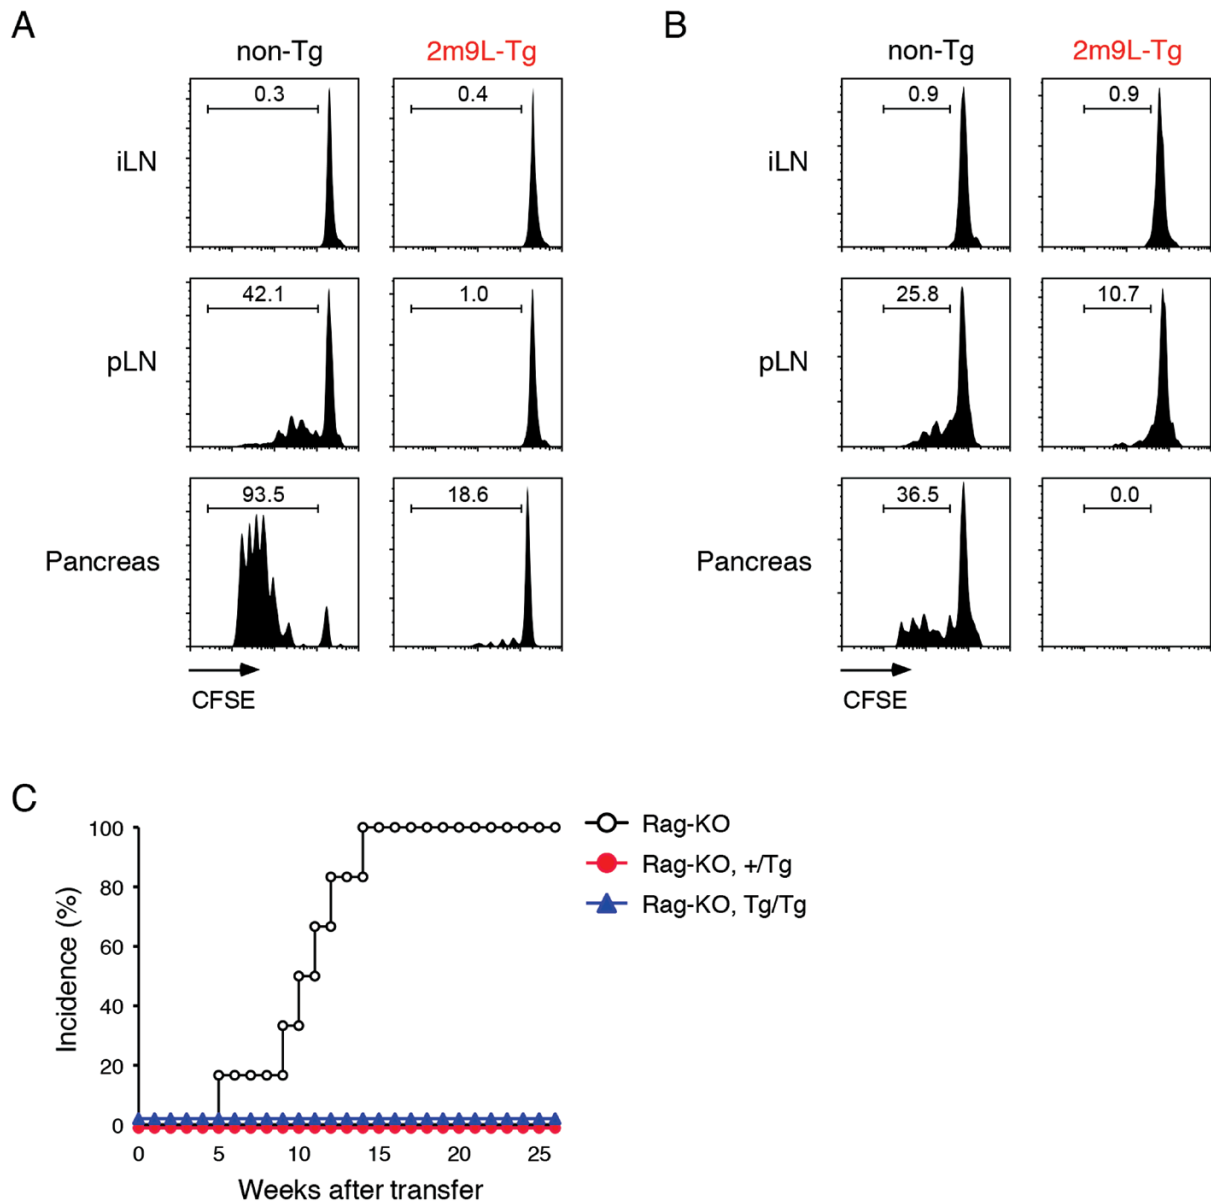 A
B
non-Tg 2m9L-Tg
non-Tg 2m9L-Tg
iLN
0.3 0.4
0.9 0.9
pLN
42.1 1.0
pLN
25.8 10.7
Pancreas
93.5 18.6
Pancreas
36.5 0.0
iLN
CFSE
CFSE
C
Incidence (%)
100
80
60
40
20
0
0 5 10 15 20 25
Weeks after transfer
Rag-KO
Rag-KO, +/Tg
Rag-KO, Tg/Tg